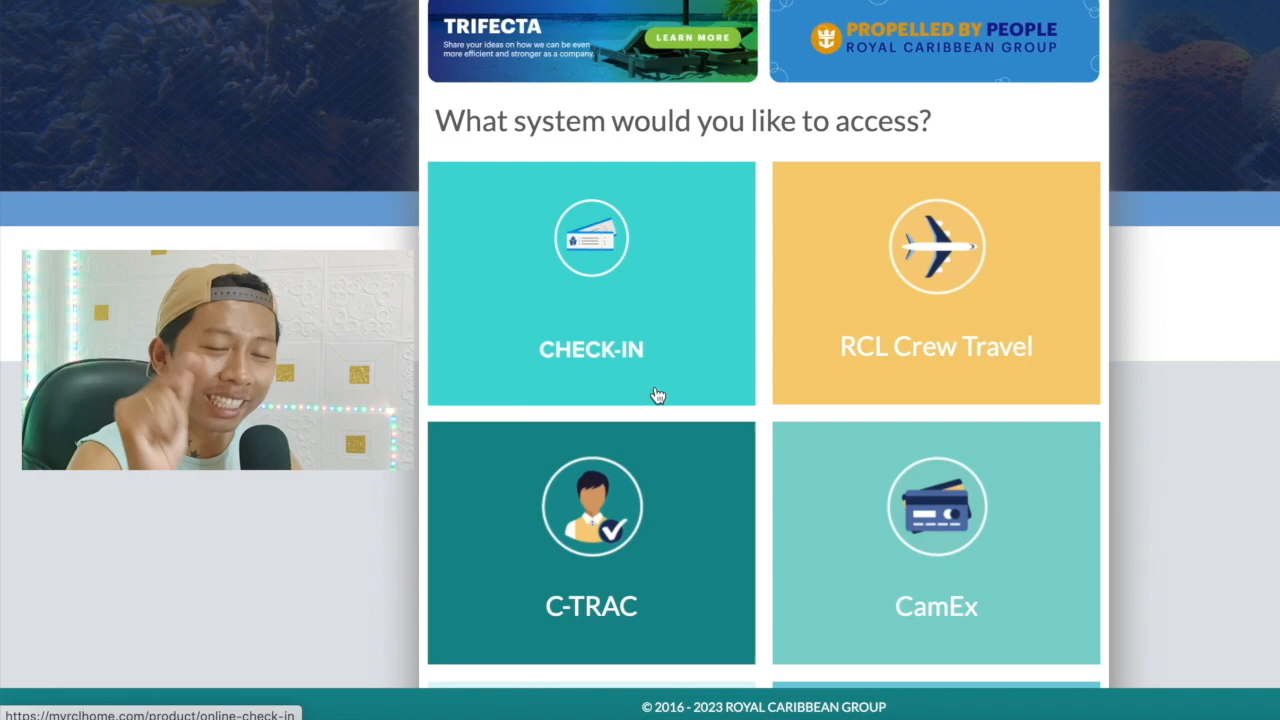 TRIFECTA
Share your ideas on how we can be even
more efficient and stronger as a company
LEARN MORE
PROPELLED BY PEOPLE
ROYAL CARIBBEAN GROUP
What system would you like to access?
CHECK-IN
RCL Crew Travel
C-TRAC
CamEx
© 2016 - 2023 ROYAL CARIBBEAN GROUP
https://myrclhome.com/product/online-check-in